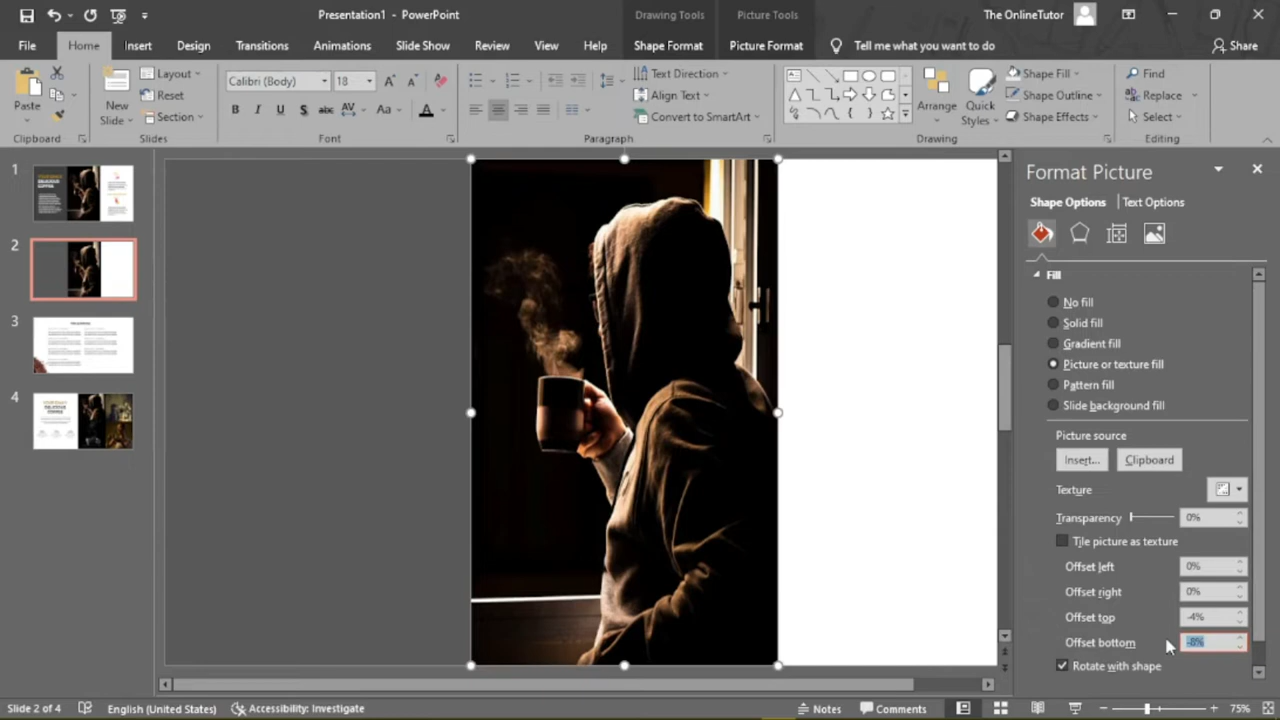 Presentation1 - PowerPoint
Drawing Tools
Picture Tools
The OnlineTutor
File
Home
Insert
Design
Transitions
Animations
Slide Show
Review
View
Help
Shape Format
Picture Format
Tell me what you want to do
Share
Paste
New
Slide
Layout
Reset
Section
Calibri (Body)
18
Text Direction
Align Text
Convert to SmartArt
Arrange
Quick
Styles
Shape Fill
Shape Outline
Shape Effects
Find
Replace
Select
Clipboard
Slides
Font
Paragraph
Drawing
Editing
1
2
3
4
Format Picture
Shape Options
Text Options
Fill
No fill
Solid fill
Gradient fill
Picture or texture fill
Pattern fill
Slide background fill
Picture source
Insert...
Clipboard
Texture
Transparency
0%
Tile picture as texture
Offset left
0%
Offset right
0%
Offset top
-4%
Offset bottom
-8%
Rotate with shape
Slide 2 of 4
English (United States)
Accessibility: Investigate
Notes
Comments
75%